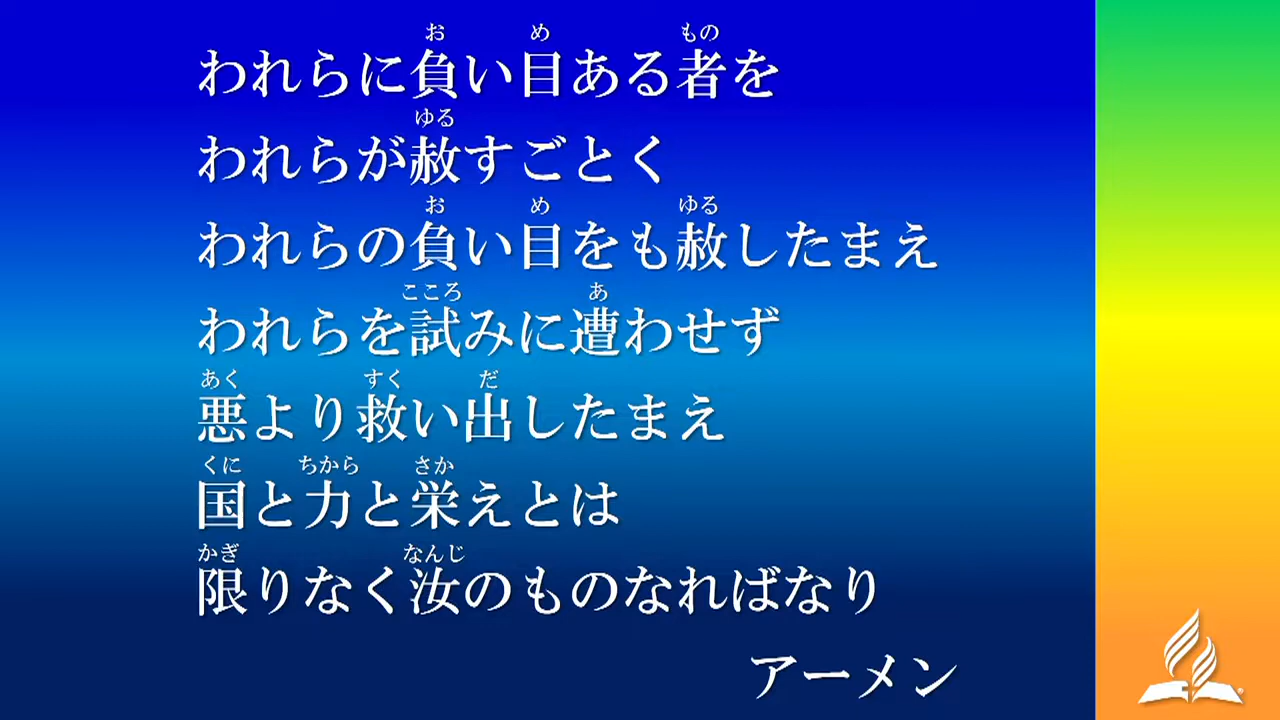 われらに負い目ある者を
われらが赦すごとく
われらの負い目をも赦したまえ
われらを試みに遭わせず
悪より救い出したまえ
国と力と栄えとは
限りなく汝のものなればなり
アーメン